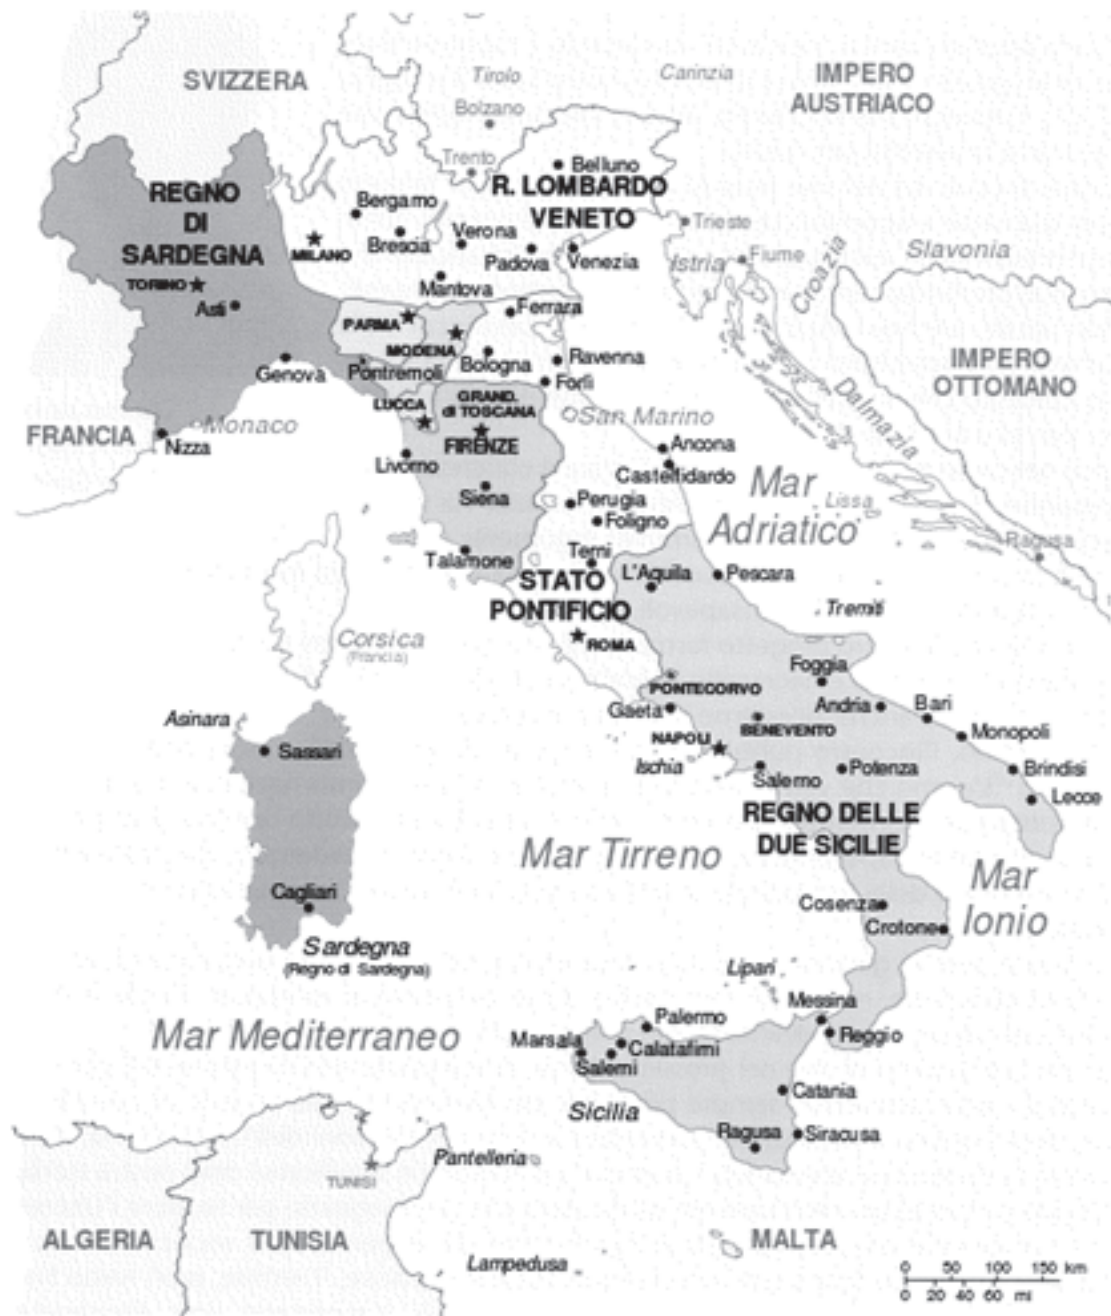 SVIZZERA
Tirolo
Carinzia
IMPERO
AUSTRIACO
Bolzano
Trento
Belluno
REGNO
DI
SARDEGNA
R. LOMBARDO
VENETO
Bergamo
Brescia
Verona
MILANO
Padova
Venezia
Trieste
Istria
Fiume
Croazia
Slavonia
TORINO
Asti
Mantova
Ferrara
PARMA
MODENA
Bologna
Ravenna
IMPERO
OTTOMANO
Genova
Pontremoli
Forlì
Dalmazia
LUCCA
GRAND.
di TOSCANA
San Marino
FRANCIA
Monaco
Nizza
FIRENZE
Ancona
Livorno
Castelfidardo
Siena
Perugia
Mar
Adriatico
Lissa
Foligno
Ragusa
Talamone
Terni
L'Aquila
Pescara
STATO
PONTIFICIO
Tremiti
Corsica
(Francia)
ROMA
Foggia
PONTECORVO
Asinara
Gaeta
Andria
Bari
BENEVENTO
Monopoli
NAPOLI
Sassari
Ischia
Salerno
Potenza
Brindisi
Lecce
REGNO DELLE
DUE SICILIE
Mar Tirreno
Mar
Ionio
Cagliari
Cosenza
Crotone
Sardegna
(Regno di Sardegna)
Lipari
Messina
Mar Mediterraneo
Palermo
Marsala
Calatafimi
Reggio
Salemi
Catania
Sicilia
Ragusa
Siracusa
Pantelleria
TUNISI
ALGERIA
TUNISIA
MALTA
Lampedusa
0 50 100 150 km
0 20 40 60 mi